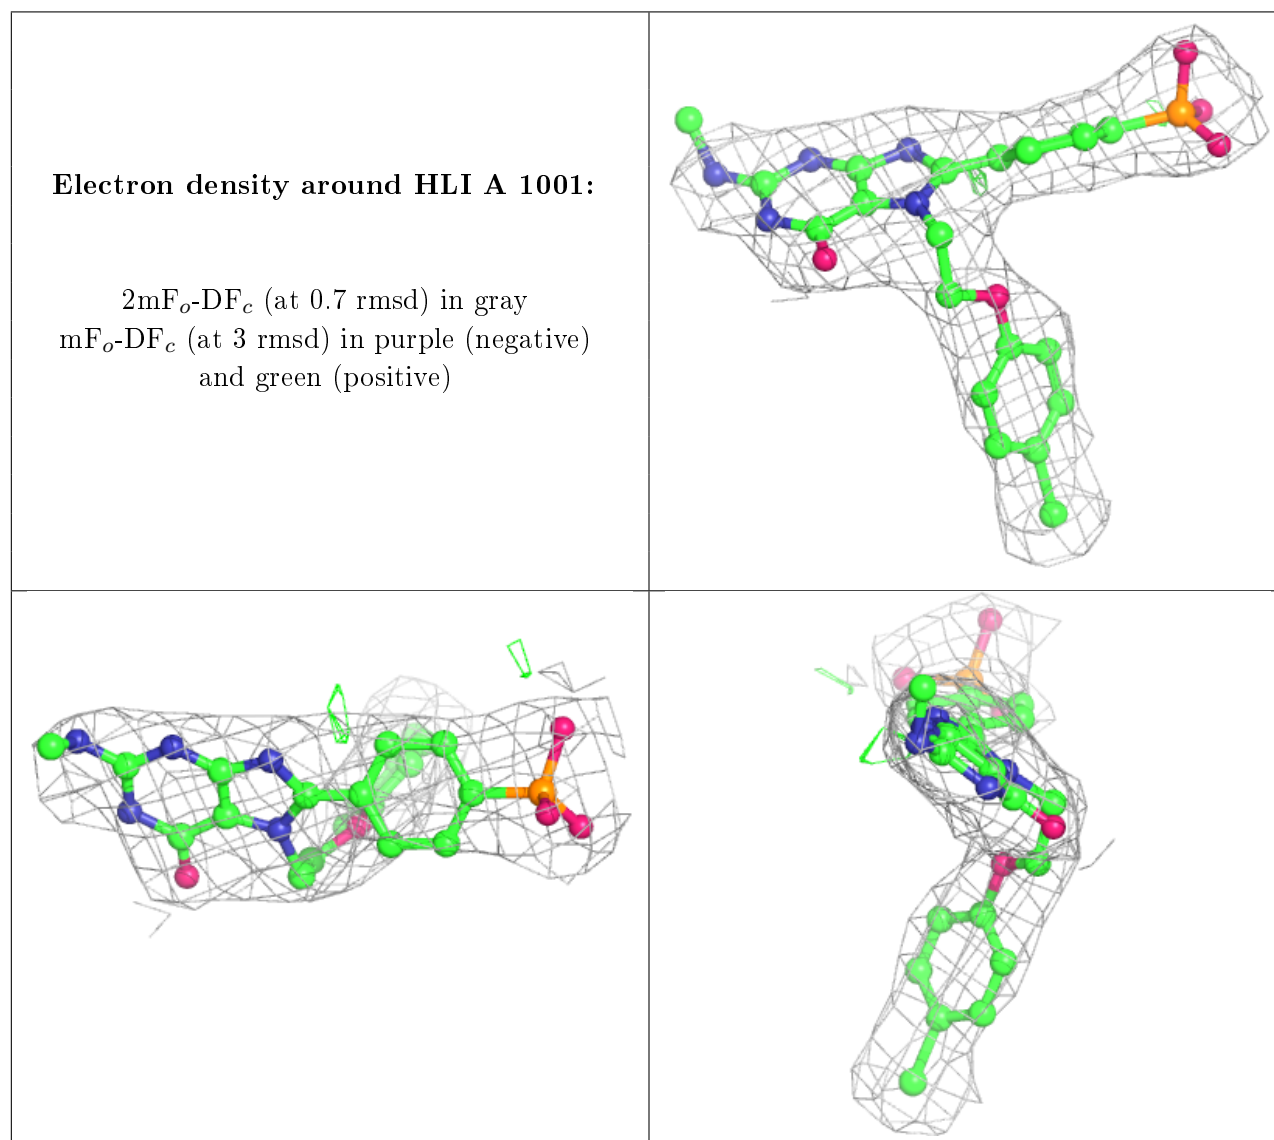 Electron density around HLI A 1001:
2mFₒ-DF𝒸 (at 0.7 rmsd) in gray
mFₒ-DF𝒸 (at 3 rmsd) in purple (negative)
and green (positive)